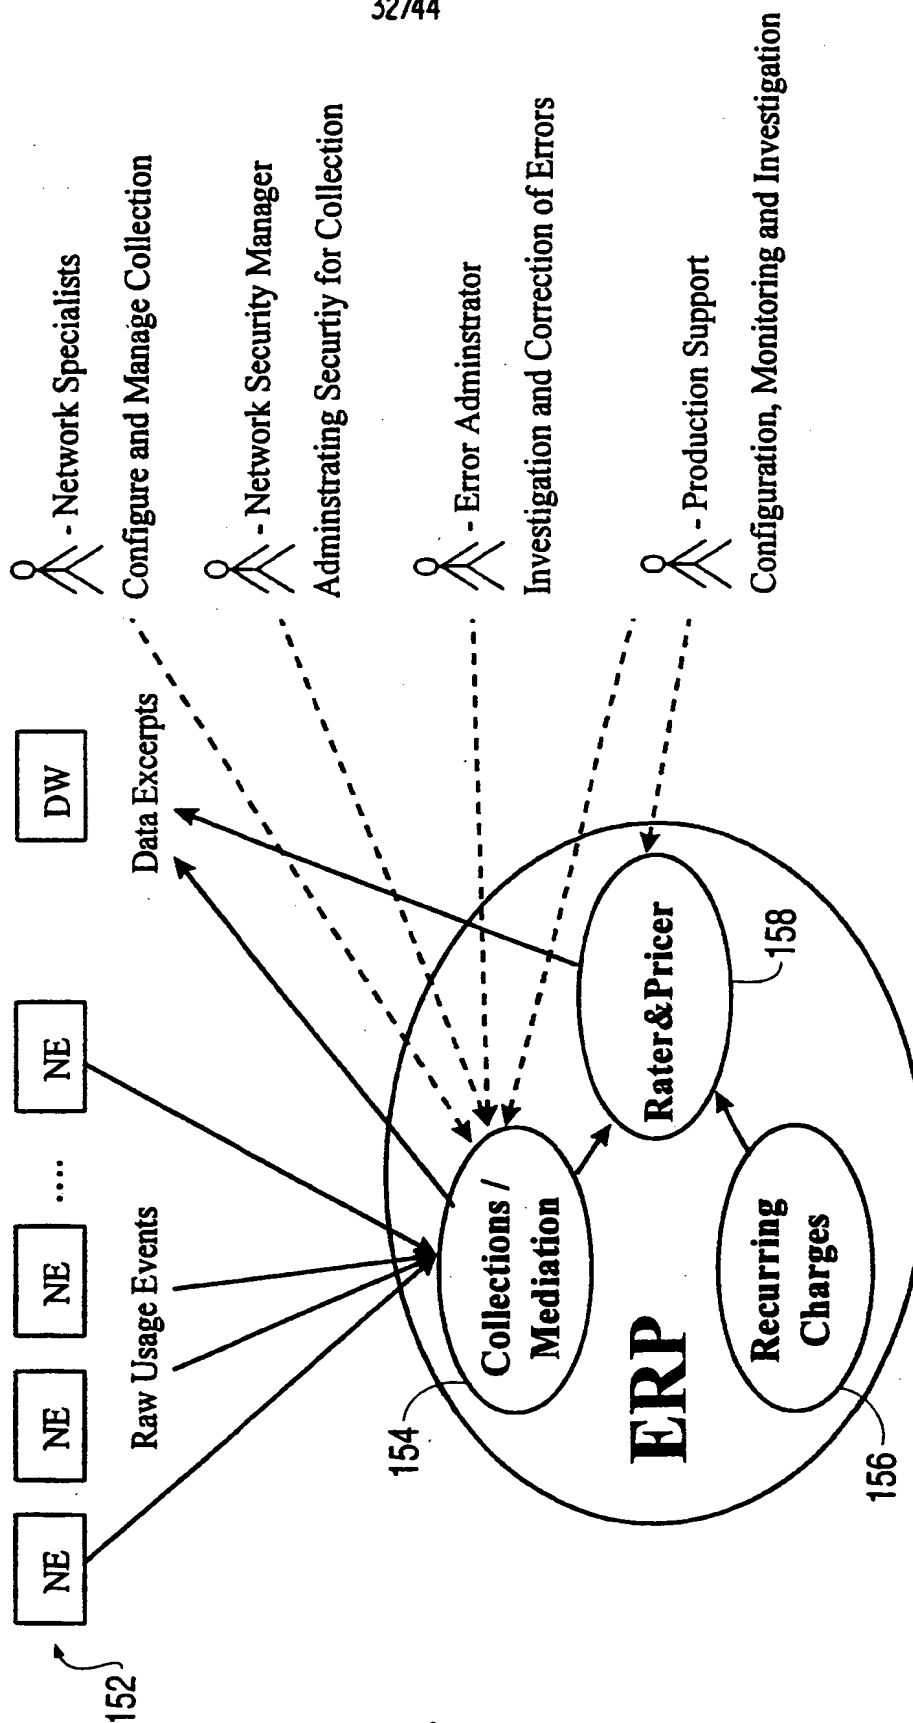 32/44
NE
NE
NE
....
NE
DW
152
Raw Usage Events
Data Excerpts
- Network Specialists
Configure and Manage Collection
- Network Security Manager
Adminstrating Securtiy for Collection
- Error Adminstrator
Investigation and Correction of Errors
- Production Support
Configuration, Monitoring and Investigation
154
Collections /
Mediation
ERP
Rater&Pricer
158
Recurring
Charges
156